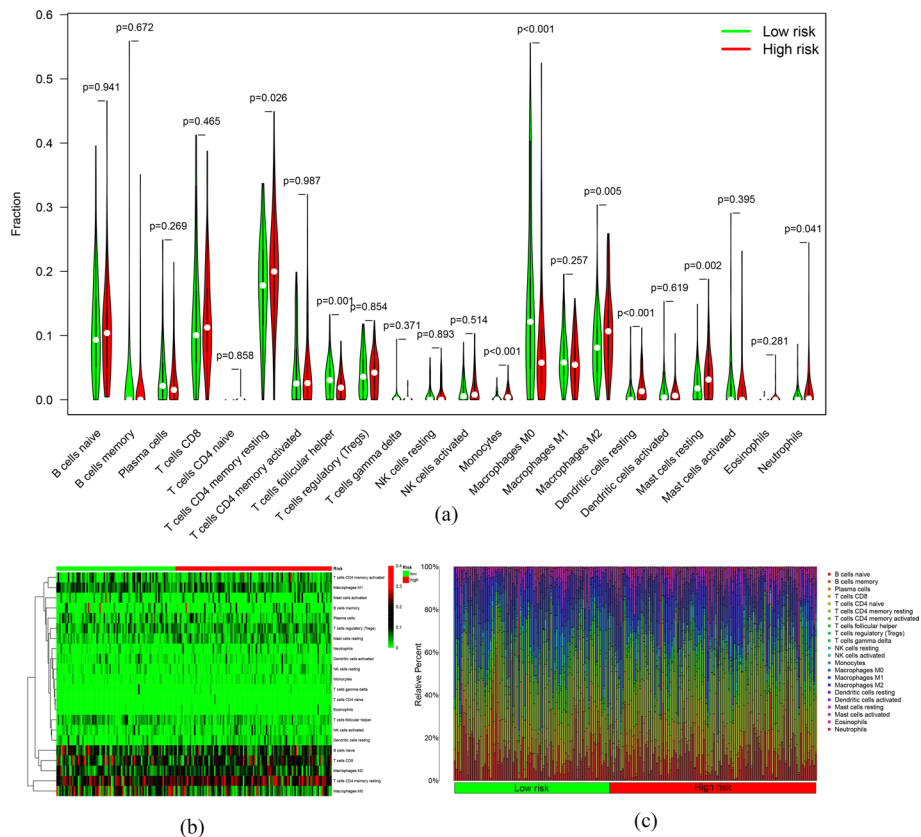 0.6
0.5
0.4
0.3
0.2
0.1
0.0
Fraction
Low risk
High risk
p=0.941
p=0.672
p=0.269
p=0.465
p=0.858
p=0.026
p=0.987
p=0.001
p=0.854
p=0.371
p=0.893
p=0.514
p<0.001
p<0.001
p=0.257
p=0.005
p<0.001
p=0.619
p=0.002
p=0.395
p=0.281
p=0.041
B cells naive
B cells memory
Plasma cells
T cells CD8
T cells CD4 naive
T cells CD4 memory resting
T cells CD4 memory activated
T cells follicular helper
T cells regulatory (Tregs)
T cells gamma delta
NK cells resting
NK cells activated
Monocytes
Macrophages M0
Macrophages M1
Macrophages M2
Dendritic cells resting
Dendritic cells activated
Mast cells resting
Mast cells activated
Eosinophils
Neutrophils
(a)
Risk
T cells CD4 memory activated
Macrophages M1
Mast cells activated
B cells memory
Plasma cells
T cells regulatory (Tregs)
Mast cells resting
Neutrophils
Dendritic cells activated
NK cells resting
Monocytes
T cells gamma delta
T cells CD4 naive
Eosinophils
T cells follicular helper
NK cells activated
Dendritic cells resting
B cells naive
T cells CD8
Macrophages M2
T cells CD4 memory resting
Macrophages M0
0.4
0.3
0.2
0.1
0
Risk
low
high
(b)
100%
80%
60%
40%
20%
0%
Relative Percent
Low risk
High risk
B cells naive
B cells memory
Plasma cells
T cells CD8
T cells CD4 naive
T cells CD4 memory resting
T cells CD4 memory activated
T cells follicular helper
T cells regulatory (Tregs)
T cells gamma delta
NK cells resting
NK cells activated
Monocytes
Macrophages M0
Macrophages M1
Macrophages M2
Dendritic cells resting
Dendritic cells activated
Mast cells resting
Mast cells activated
Eosinophils
Neutrophils
(c)